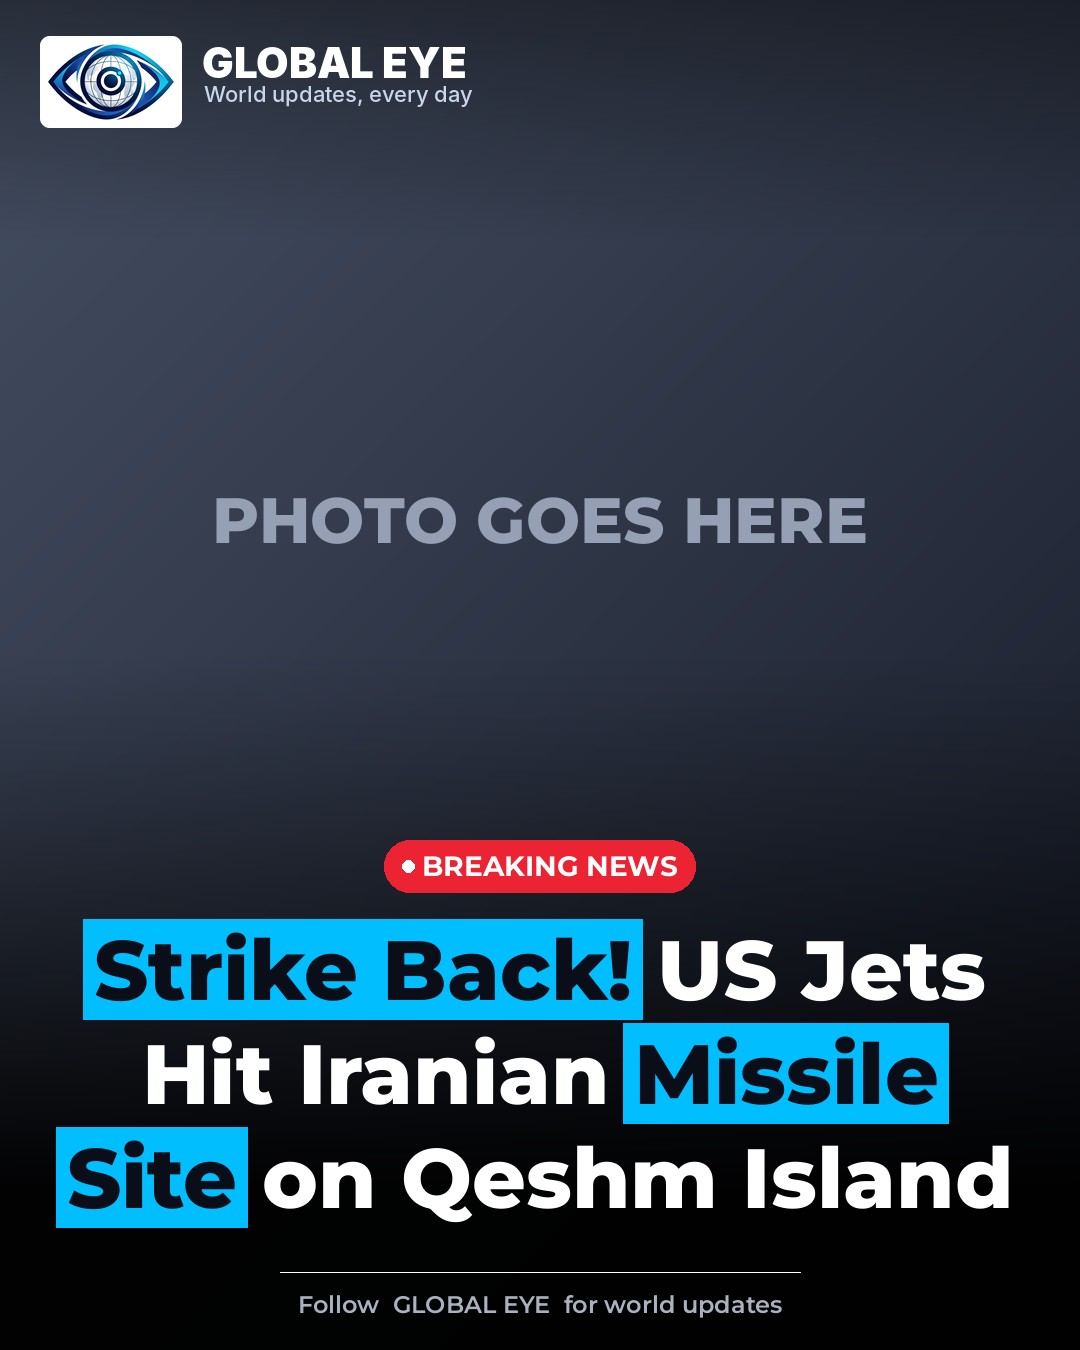 GLOBAL EYE
World updates, every day
PHOTO GOES HERE
BREAKING NEWS
Strike Back! US Jets
Hit Iranian Missile
Site on Qeshm Island
Follow GLOBAL EYE for world updates